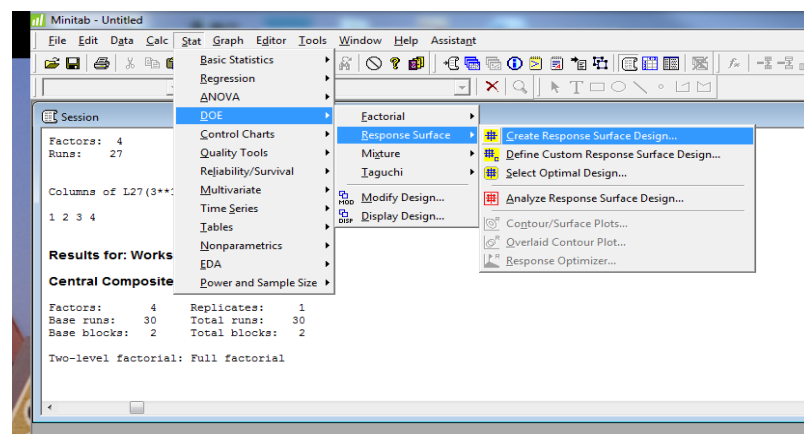 Minitab - Untitled
File Edit Data Calc Stat Graph Editor Tools Window Help Assistant
Session
Factors: 4
Runs: 27
Columns of L27(3**
1 2 3 4
Results for: Works
Central Composite
Factors: 4 Replicates: 1
Base runs: 30 Total runs: 30
Base blocks: 2 Total blocks: 2
Two-level factorial: Full factorial
Basic Statistics
Regression
ANOVA
DOE
Control Charts
Quality Tools
Reliability/Survival
Multivariate
Time Series
Tables
Nonparametrics
EDA
Power and Sample Size
Factorial
Response Surface
Mixture
Taguchi
MOD Modify Design...
DISP Display Design...
Create Response Surface Design...
Define Custom Response Surface Design...
Select Optimal Design...
Analyze Response Surface Design...
Contour/Surface Plots...
Overlaid Contour Plot...
Response Optimizer...